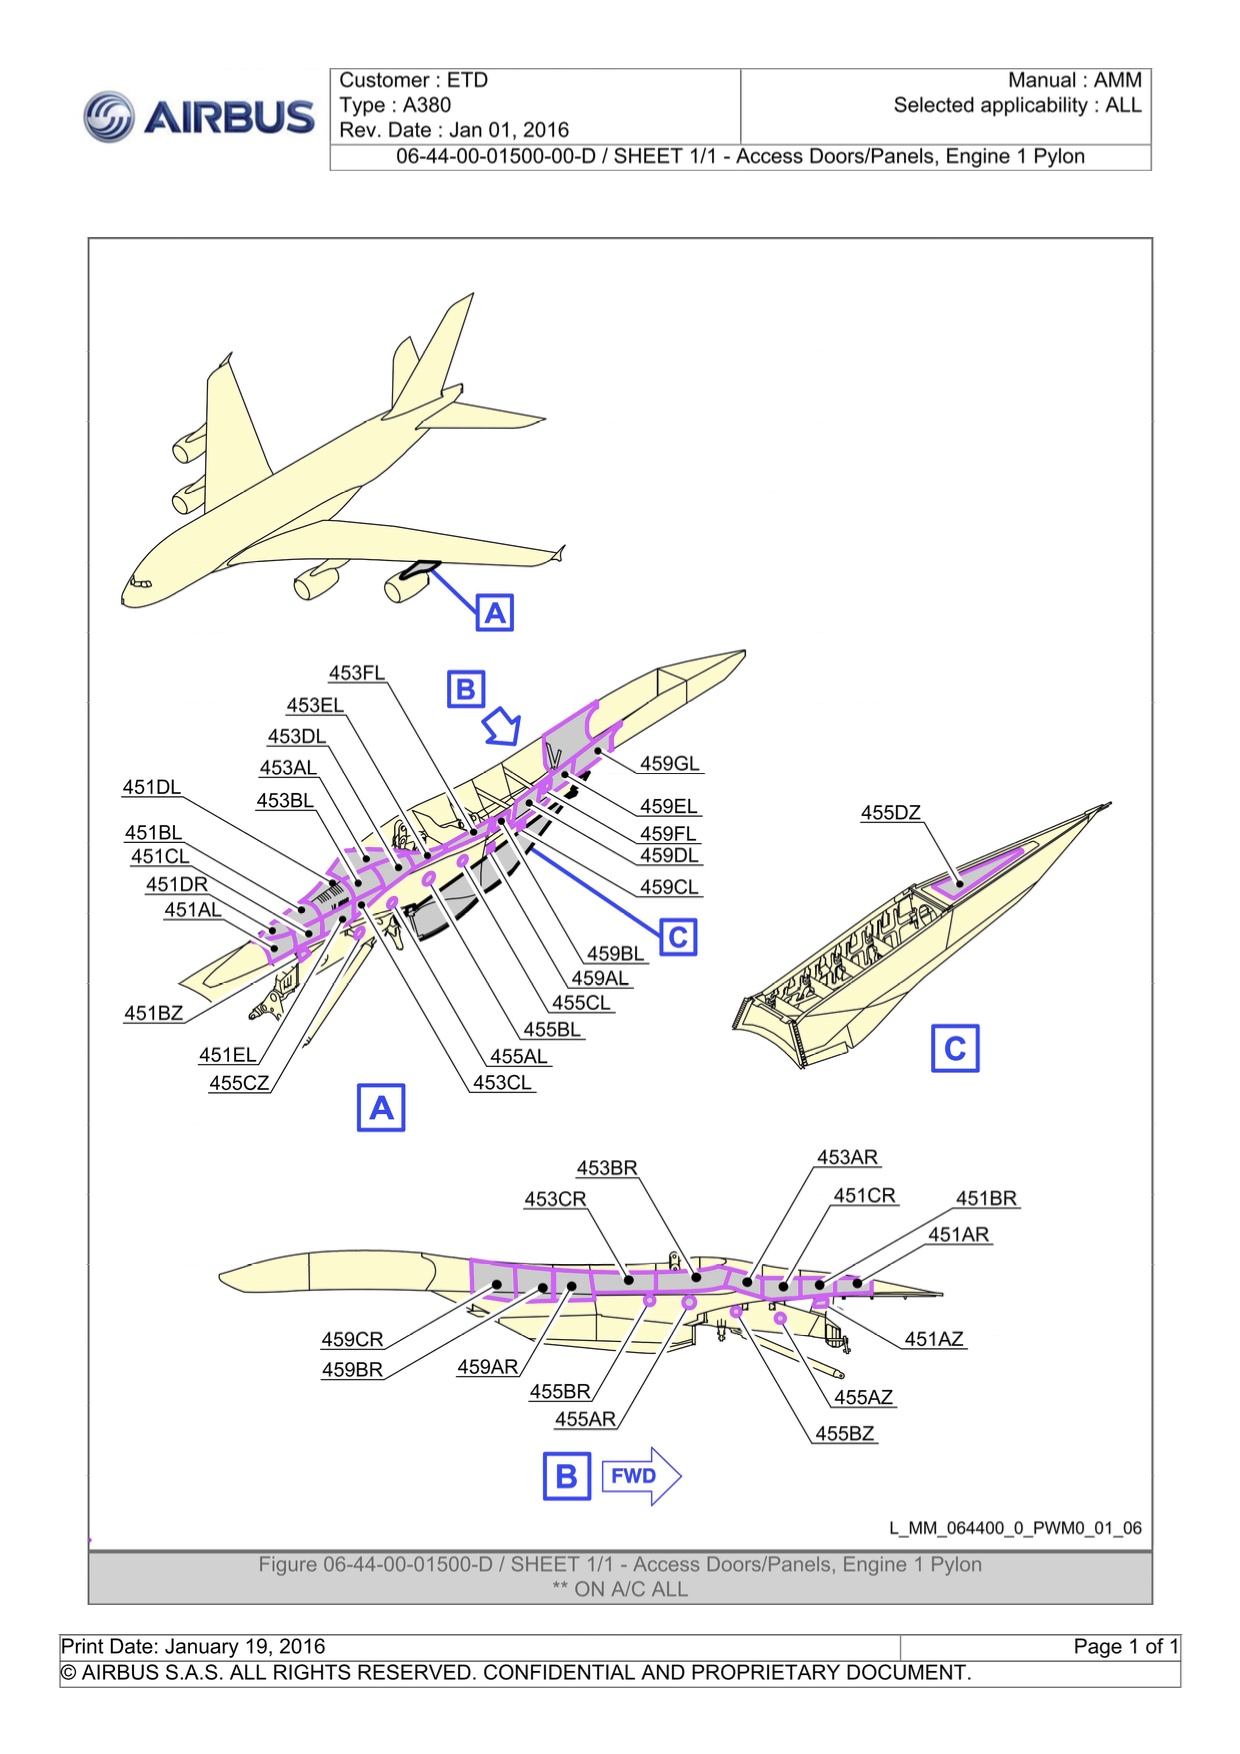 AIRBUS
Customer : ETD
Type : A380
Rev. Date : Jan 01, 2016
Manual : AMM
Selected applicability : ALL
06-44-00-01500-00-D / SHEET 1/1 - Access Doors/Panels, Engine 1 Pylon
A
453FL
B
453EL
453DL
453AL
453BL
451DL
451BL
451CL
451DR
451AL
459GL
459EL
459FL
459DL
459CL
455DZ
C
459BL
459AL
455CL
455BL
455AL
453CL
451BZ
451EL
455CZ
A
C
453AR
453BR
451CR
453CR
451BR
451AR
459CR
459BR
459AR
455BR
455AR
451AZ
455AZ
455BZ
B
FWD
L_MM_064400_0_PWM0_01_06
Figure 06-44-00-01500-D / SHEET 1/1 - Access Doors/Panels, Engine 1 Pylon
** ON A/C ALL
Print Date: January 19, 2016
Page 1 of 1
© AIRBUS S.A.S. ALL RIGHTS RESERVED. CONFIDENTIAL AND PROPRIETARY DOCUMENT.